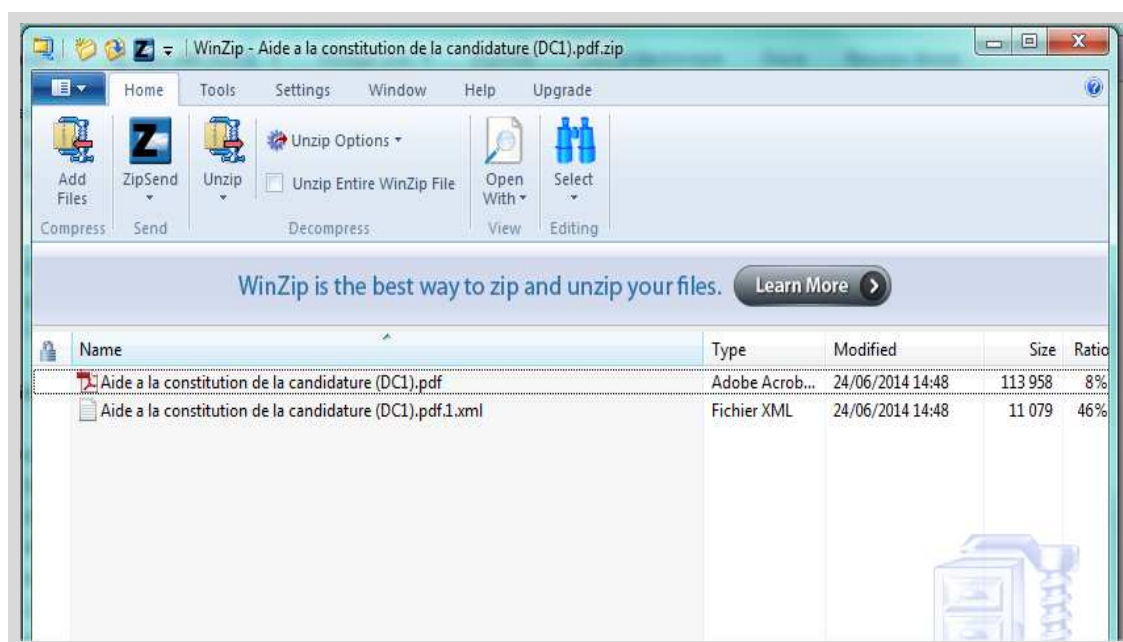 WinZip - Aide a la constitution de la candidature (DC1).pdf.zip
Home Tools Settings Window Help Upgrade
Add Files
ZipSend
Unzip
Unzip Options
Unzip Entire WinZip File
Open With
Select
Compress Send Decompress View Editing
WinZip is the best way to zip and unzip your files. Learn More
Name Type Modified Size Ratio
Aide a la constitution de la candidature (DC1).pdf Adobe Acrob... 24/06/2014 14:48 113 958 8%
Aide a la constitution de la candidature (DC1).pdf.1.xml Fichier XML 24/06/2014 14:48 11 079 46%